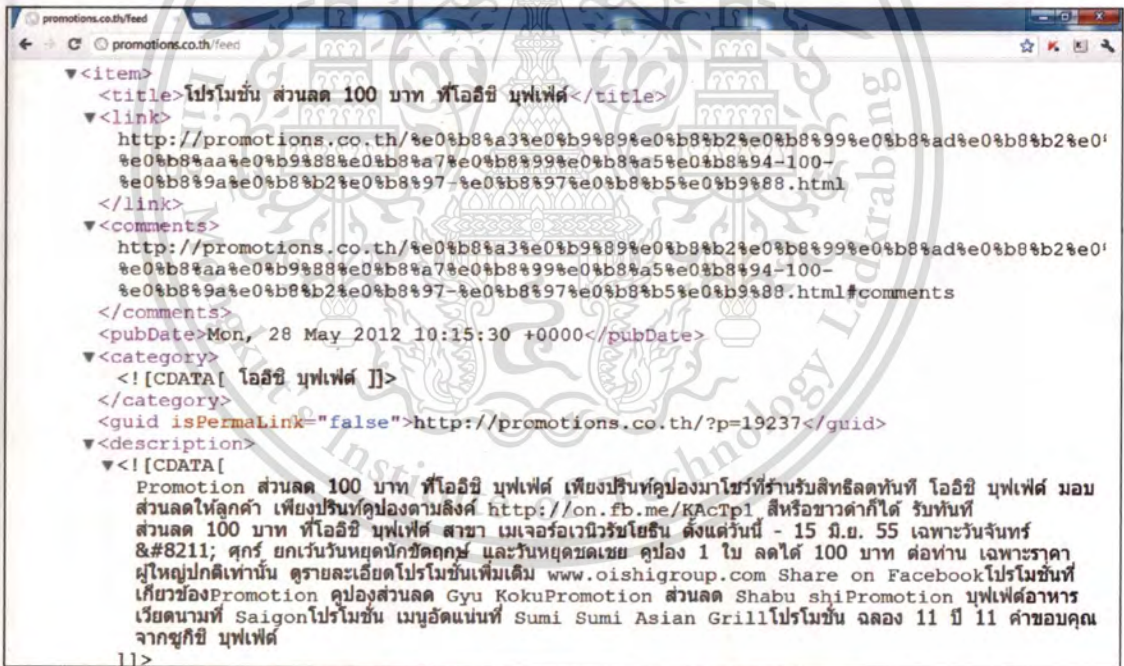 promotions.co.th/feed
promotions.co.th/feed
▼<item>
<title>โปรโมชั่น ส่วนลด 100 บาท ที่โออิชิ บุฟเฟ่ต์</title>
▼<link>
http://promotions.co.th/%e0%b8%a3%e0%b9%89%e0%b8%b2%e0%b8%99%e0%b8%ad%e0%b8%b2%e0%
%e0%b8%aa%e0%b9%88%e0%b8%a7%e0%b8%99%e0%b8%a5%e0%b8%94-100-
%e0%b8%9a%e0%b8%b2%e0%b8%97-%e0%b8%97%e0%b8%b5%e0%b9%88.html
</link>
▼<comments>
http://promotions.co.th/%e0%b8%a3%e0%b9%89%e0%b8%b2%e0%b8%99%e0%b8%ad%e0%b8%b2%e0%
%e0%b8%aa%e0%b9%88%e0%b8%a7%e0%b8%99%e0%b8%a5%e0%b8%94-100-
%e0%b8%9a%e0%b8%b2%e0%b8%97-%e0%b8%97%e0%b8%b5%e0%b9%88.html#comments
</comments>
<pubDate>Mon, 28 May 2012 10:15:30 +0000</pubDate>
▼<category>
<![CDATA[ โออิชิ บุฟเฟ่ต์ ]]>
</category>
<guid isPermaLink="false">http://promotions.co.th/?p=19237</guid>
▼<description>
▼<![CDATA[
Promotion ส่วนลด 100 บาท ที่โออิชิ บุฟเฟ่ต์ เพียงปรินท์คูปองมาโชว์ที่ร้านรับสิทธิลดทันที โออิชิ บุฟเฟ่ต์ มอบ
ส่วนลดให้ลูกค้า เพียงปรินท์คูปองตามลิงค์ http://on.fb.me/KAcTp1 สีหรือขาวดำก็ได้ รับทันที
ส่วนลด 100 บาท ที่โออิชิ บุฟเฟ่ต์ สาขา เมเจอร์อเวนิวรัชโยธิน ตั้งแต่วันนี้ - 15 มิ.ย. 55 เฉพาะวันจันทร์
&#8211; ศุกร์ ยกเว้นวันหยุดนักขัตฤกษ์ และวันหยุดชดเชย คูปอง 1 ใบ ลดได้ 100 บาท ต่อท่าน เฉพาะราคา
ผู้ใหญ่ปกติเท่านั้น ดูรายละเอียดโปรโมชั่นเพิ่มเติม www.oishigroup.com Share on Facebookโปรโมชั่นที่
เกี่ยวข้องPromotion คูปองส่วนลด Gyu KokuPromotion ส่วนลด Shabu shiPromotion บุฟเฟ่ต์อาหาร
เวียดนามที่ Saigonโปรโมชั่น เมนูอัดแน่นที่ Sumi Sumi Asian Grillโปรโมชั่น ฉลอง 11 ปี 11 คำขอบคุณ
จากซูกิชิ บุฟเฟ่ต์
]]>